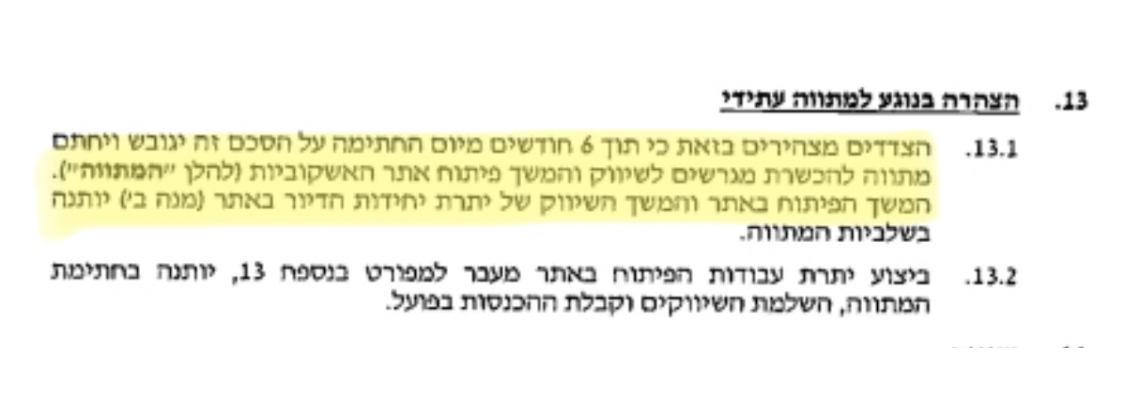 13. הצהרה בנוגע למתווה עתידי
13.1. הצדדים מצהירים בזאת כי תוך 6 חודשים מיום החתימה על הסכם זה יגובש ויחתם
מתווה להכשרת מגרשים לשיווק והמשך פיתוח אתר האשקוביות (להלן "המתווה").
המשך הפיתוח באתר והמשך השיווק של יתרת יחידות הדיור באתר (מנה ב') יותנה
בשלביות המתווה.
13.2. ביצוע יתרת עבודות הפיתוח באתר מעבר למפורט בנספח 13, יותנה בחתימת
המתווה, השלמת השיווקים וקבלת ההכנסות בפועל.